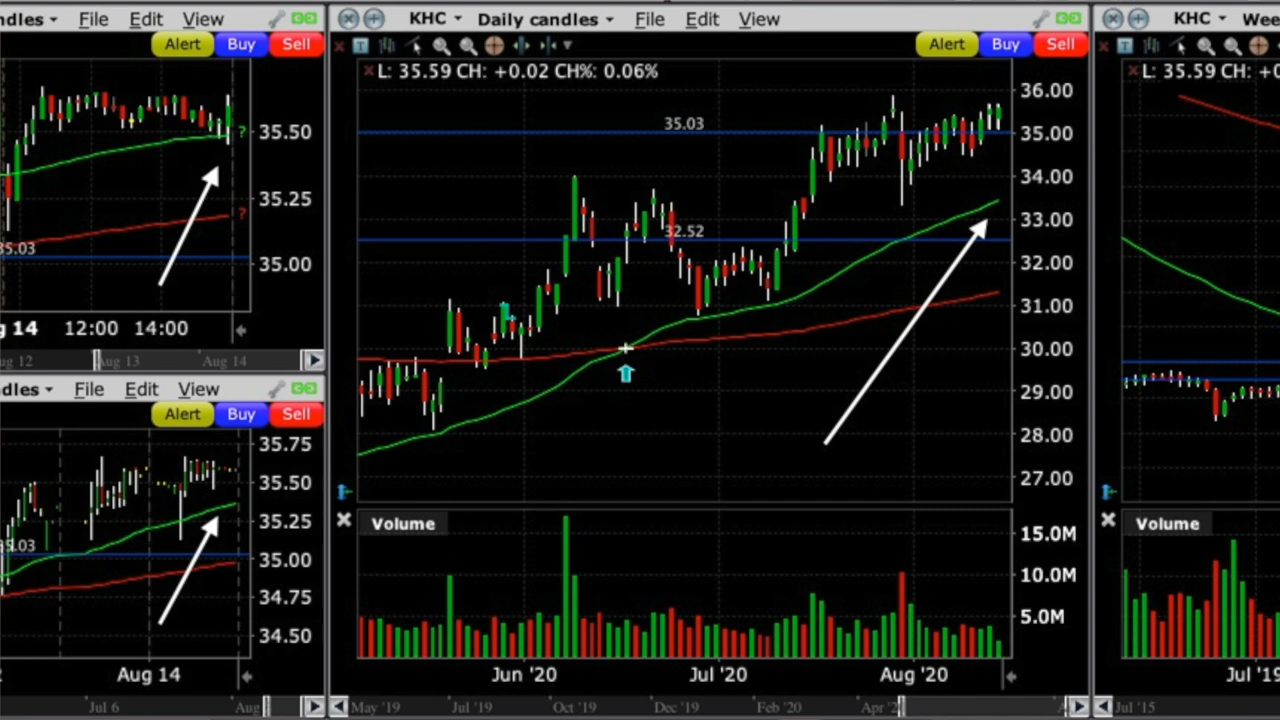 ndles File Edit View
Alert Buy Sell
?
35.50
35.25
?
35.03
35.00
g 14 12:00 14:00
ug 12 Aug 13 Aug 14
dles File Edit View
Alert Buy Sell
35.75
35.50
35.25
35.03
35.00
34.75
34.50
Aug 14
Jul 6 Aug
KHC Daily candles File Edit View
T
Alert Buy Sell
L: 35.59 CH: +0.02 CH%: 0.06%
36.00
35.03
35.00
34.00
33.00
32.52
32.00
31.00
30.00
29.00
28.00
27.00
Volume
15.0M
10.0M
5.0M
Jun '20 Jul '20 Aug '20
May '19 Jul '19 Oct '19 Dec '19 Feb '20 Apr '2
KHC Wee
T
L: 35.59 CH: +0
Volume
Jul '19
Jul '15